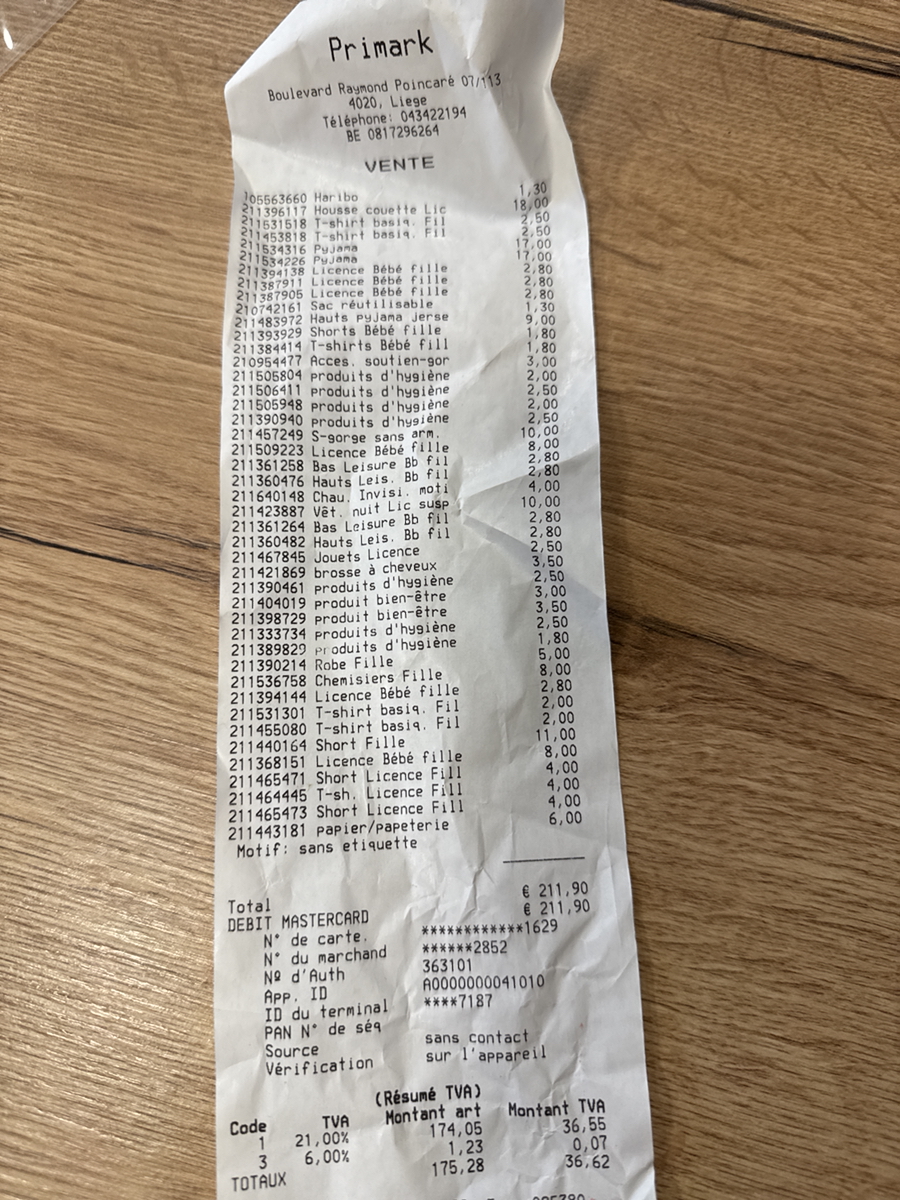 Primark
Boulevard Raymond Poincaré 07/113
4020, Liege
Téléphone: 043422194
BE 0817296264
VENTE
105563660 Haribo 1,30
211396117 Housse couette Lic 18,00
211531518 T-shirt basiq. Fil 2,50
211453818 T-shirt basiq. Fil 2,50
211534316 Pyjama 17,00
211534226 Pyjama 17,00
211394138 Licence Bébé fille 2,80
211387911 Licence Bébé fille 2,80
211387905 Licence Bébé fille 2,80
210742161 Sac réutilisable 1,30
211483972 Hauts pyjama jerse 9,00
211393929 Shorts Bébé fille 1,80
211384414 T-shirts Bébé fill 1,80
210954477 Acces. soutien-gor 3,00
211505804 produits d'hygiène 2,00
211506411 produits d'hygiène 2,50
211505948 produits d'hygiène 2,00
211390940 produits d'hygiène 2,50
211457249 S-gorge sans arm. 10,00
211509223 Licence Bébé fille 8,00
211361258 Bas Leisure Bb fil 2,80
211360476 Hauts Leis. Bb fil 2,80
211640148 Chau. Invisi. moti 4,00
211423887 Vêt. nuit Lic susp 10,00
211361264 Bas Leisure Bb fil 2,80
211360482 Hauts Leis. Bb fil 2,80
211467845 Jouets Licence 2,50
211421869 brosse à cheveux 3,50
211390461 produits d'hygiène 2,50
211404019 produit bien-être 3,00
211398729 produit bien-être 3,50
211333734 produits d'hygiène 2,50
211389829 produits d'hygiène 1,80
211390214 Robe Fille 5,00
211536758 Chemisiers Fille 8,00
211394144 Licence Bébé fille 2,80
211531301 T-shirt basiq. Fil 2,00
211455080 T-shirt basiq. Fil 2,00
211440164 Short Fille 11,00
211368151 Licence Bébé fille 8,00
211465471 Short Licence Fill 4,00
211464445 T-sh. Licence Fill 4,00
211465473 Short Licence Fill 4,00
211443181 papier/papeterie 6,00
Motif: sans etiquette
Total € 211,90
DEBIT MASTERCARD € 211,90
N° de carte. ************1629
N° du marchand ******2852
Nº d'Auth 363101
App. ID A0000000041010
ID du terminal ****7187
PAN N° de séq
Source sans contact
Vérification sur l'appareil
(Résumé TVA)
Code TVA Montant art Montant TVA
1 21,00% 174,05 36,55
3 6,00% 1,23 0,07
TOTAUX 175,28 36,62